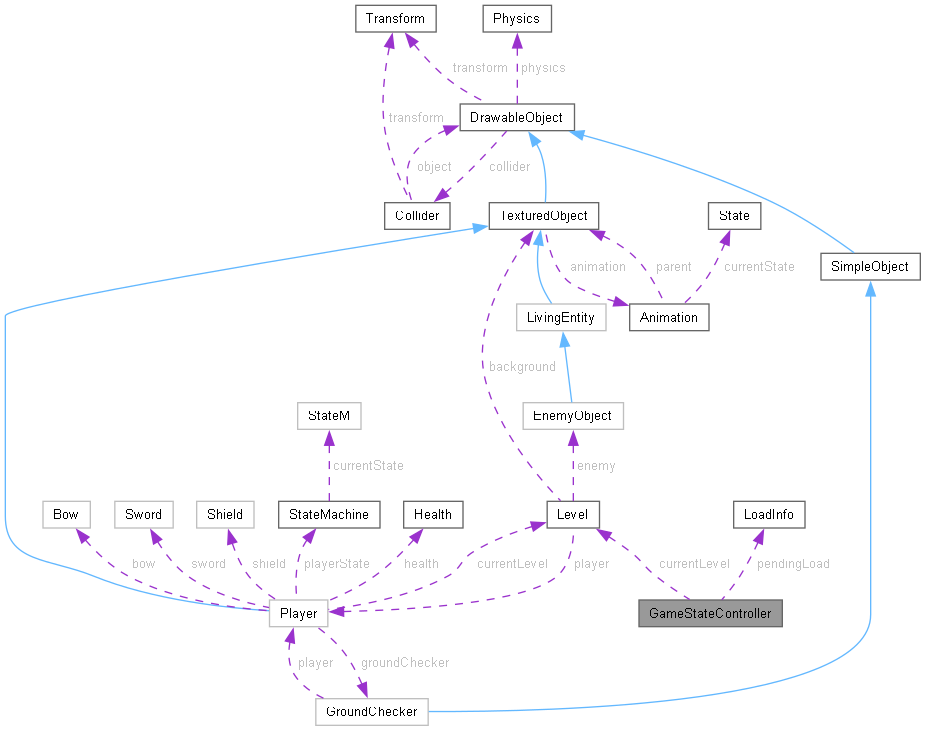 Transform
Physics
transform
physics
transform
DrawableObject
object
collider
Collider
TexturedObject
State
animation
parent
currentState
SimpleObject
LivingEntity
Animation
background
StateM
EnemyObject
currentState
enemy
Bow
Sword
Shield
StateMachine
Health
Level
LoadInfo
bow
sword
shield
playerState
health
currentLevel
player
currentLevel
pendingLoad
Player
GameStateController
player
groundChecker
GroundChecker